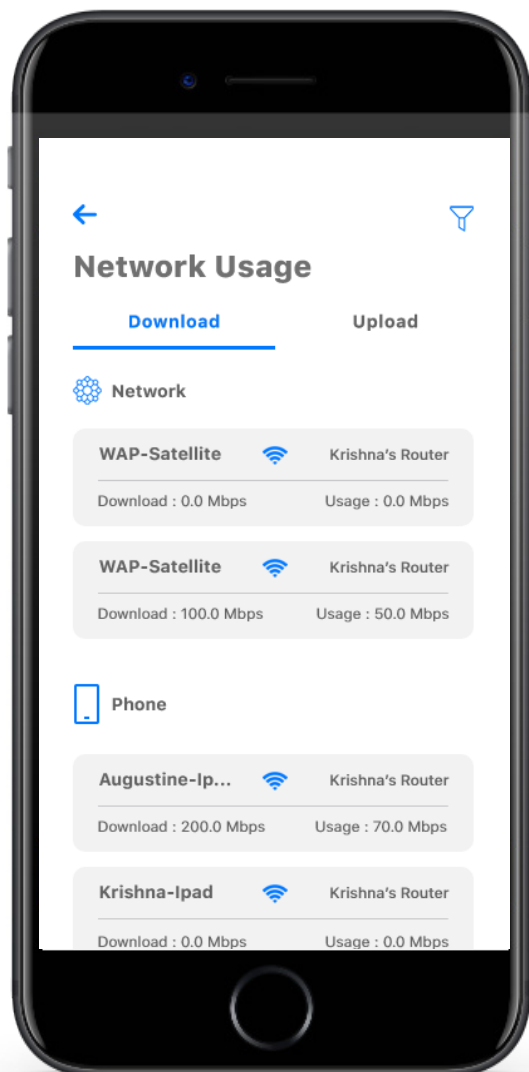 Network Usage
Download Upload
Network
WAP-Satellite Krishna's Router
Download : 0.0 Mbps Usage : 0.0 Mbps
WAP-Satellite Krishna's Router
Download : 100.0 Mbps Usage : 50.0 Mbps
Phone
Augustine-Ip... Krishna's Router
Download : 200.0 Mbps Usage : 70.0 Mbps
Krishna-Ipad Krishna's Router
Download : 0.0 Mbps Usage : 0.0 Mbps